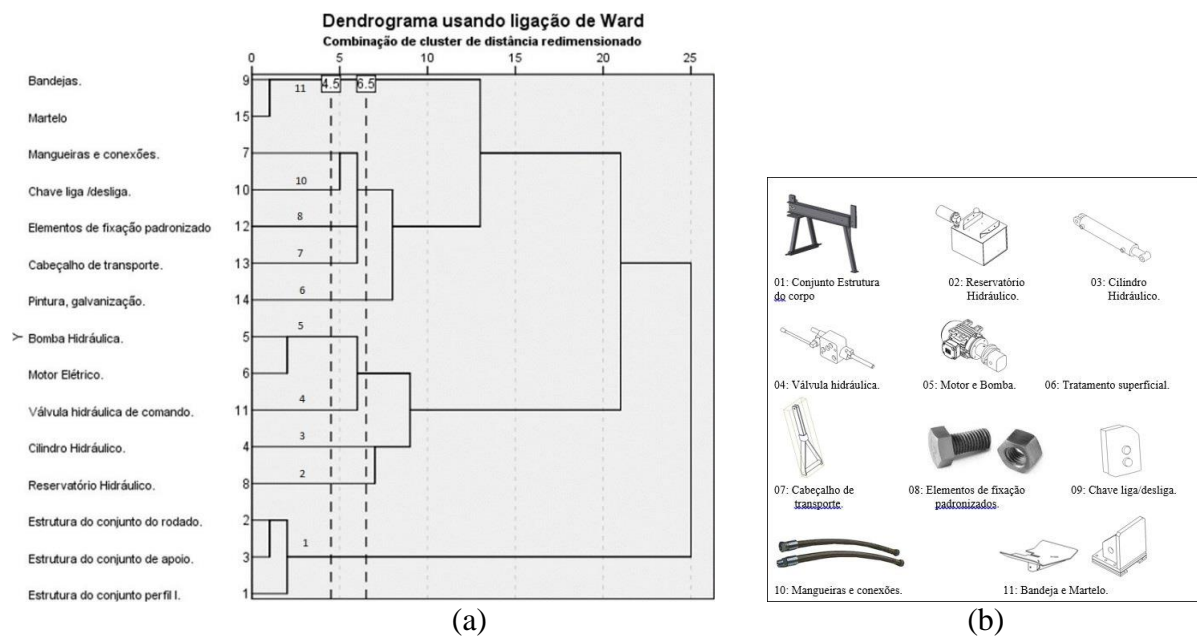 Dendrograma usando ligação de Ward
Combinação de cluster de distância redimensionado
0 5 10 15 20 25
4.5 6.5
Bandejas. 9
11
Martelo 15
Mangueiras e conexões. 7
Chave liga /desliga. 10
10
Elementos de fixação padronizado 12
8
Cabeçalho de transporte. 13
7
Pintura, galvanização. 14
6
Y
Bomba Hidráulica. 5
5
Motor Elétrico. 6
Válvula hidráulica de comando. 11
4
Cilindro Hidráulico. 4
3
Reservatório Hidráulico. 8
2
Estrutura do conjunto do rodado. 2
1
Estrutura do conjunto de apoio. 3
Estrutura do conjunto perfil I. 1
(a)
01: Conjunto Estrutura
do corpo
02: Reservatório
Hidráulico.
03: Cilindro
Hidráulico.
04: Válvula hidráulica.
05: Motor e Bomba.
06: Tratamento superficial.
07: Cabeçalho de
transporte.
08: Elementos de fixação
padronizados.
09: Chave liga/desliga.
10: Mangueiras e conexões.
11: Bandeja e Martelo.
(b)